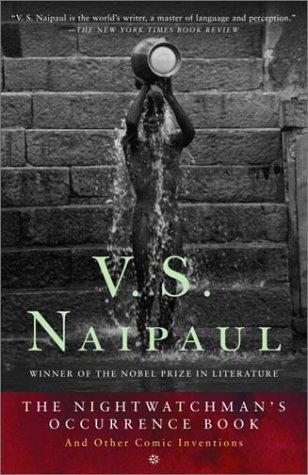 "V. S. Naipaul is the world's writer, a master of language and perception."
—THE NEW YORK TIMES BOOK REVIEW
V. S.
NAIPAUL
WINNER OF THE NOBEL PRIZE IN LITERATURE
THE NIGHTWATCHMAN'S
OCCURRENCE BOOK
And Other Comic Inventions